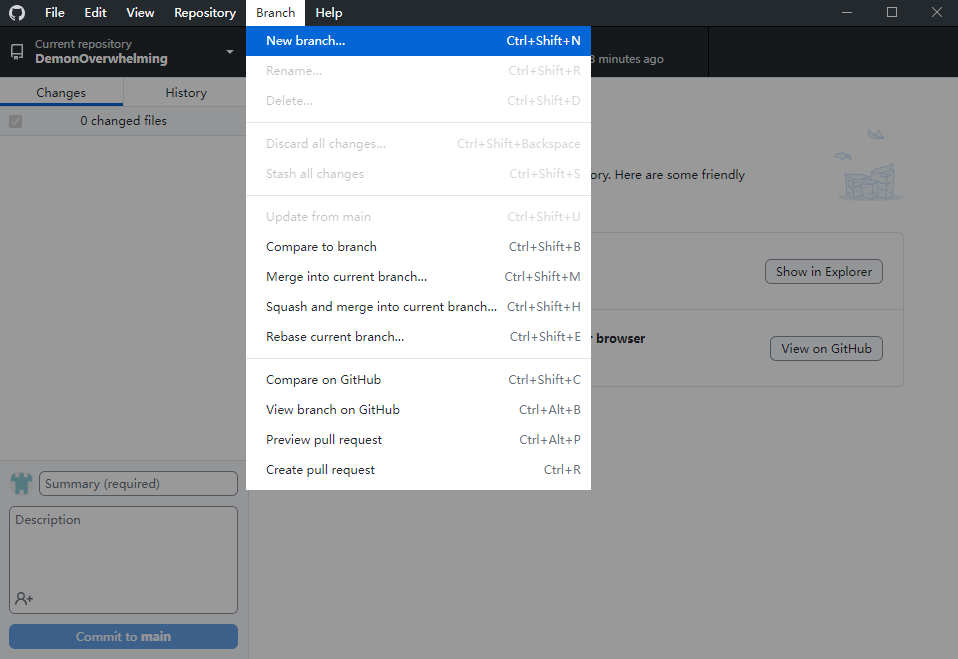 File Edit View Repository Branch Help
Current repository
DemonOverwhelming
minutes ago
Changes History
0 changed files
New branch... Ctrl+Shift+N
Rename... Ctrl+Shift+R
Delete... Ctrl+Shift+D
Discard all changes... Ctrl+Shift+Backspace
Stash all changes Ctrl+Shift+S
Update from main Ctrl+Shift+U
Compare to branch Ctrl+Shift+B
Merge into current branch... Ctrl+Shift+M
Squash and merge into current branch... Ctrl+Shift+H
Rebase current branch... Ctrl+Shift+E
Compare on GitHub Ctrl+Shift+C
View branch on GitHub Ctrl+Alt+B
Preview pull request Ctrl+Alt+P
Create pull request Ctrl+R
ory. Here are some friendly
Show in Explorer
browser
View on GitHub
Summary (required)
Description
Commit to main